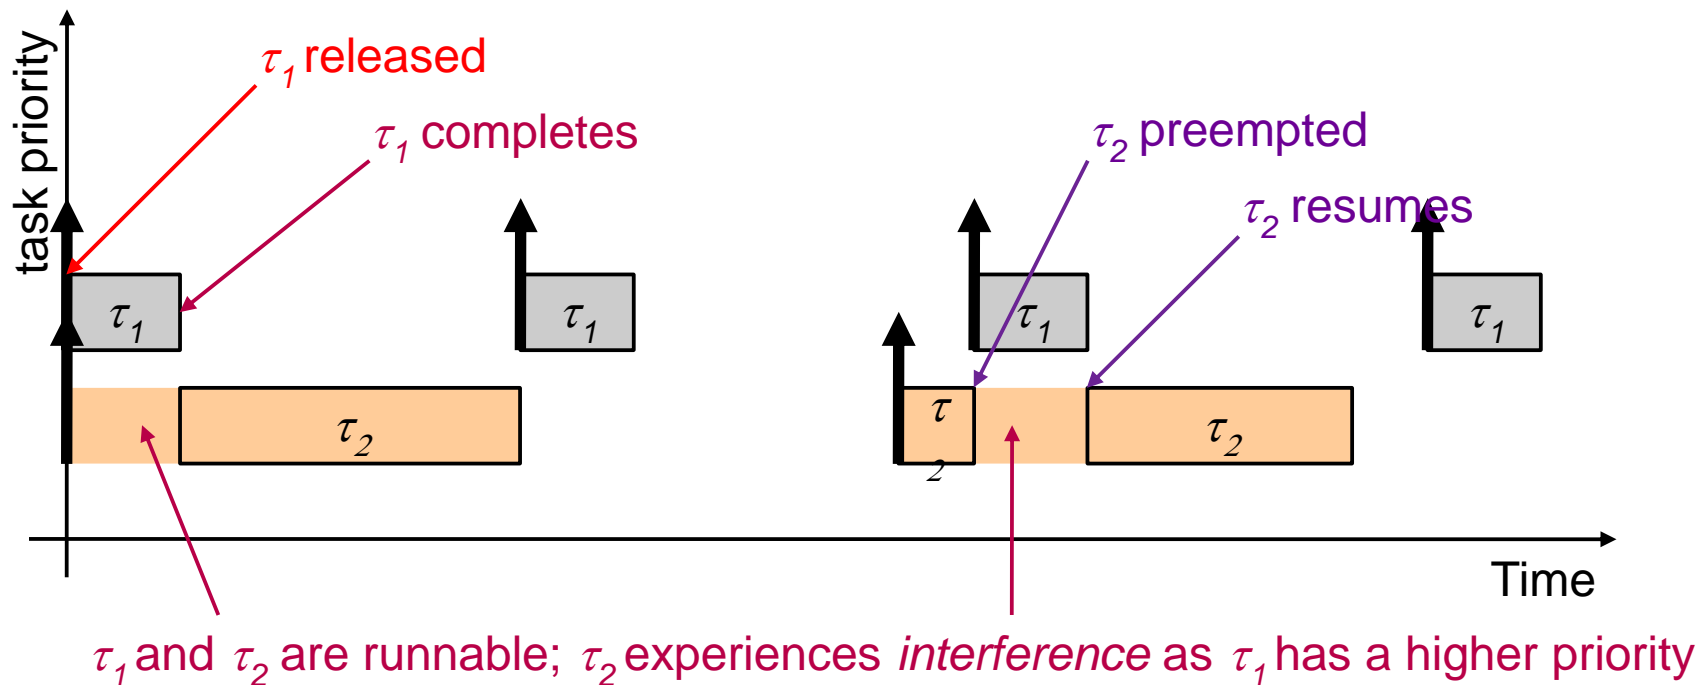 task priority
τ1 released
τ1 completes
τ2 preempted
τ2 resumes
τ1
τ1
τ1
τ1
τ2
τ
2
τ2
Time
τ1 and τ2 are runnable; τ2 experiences interference as τ1 has a higher priority